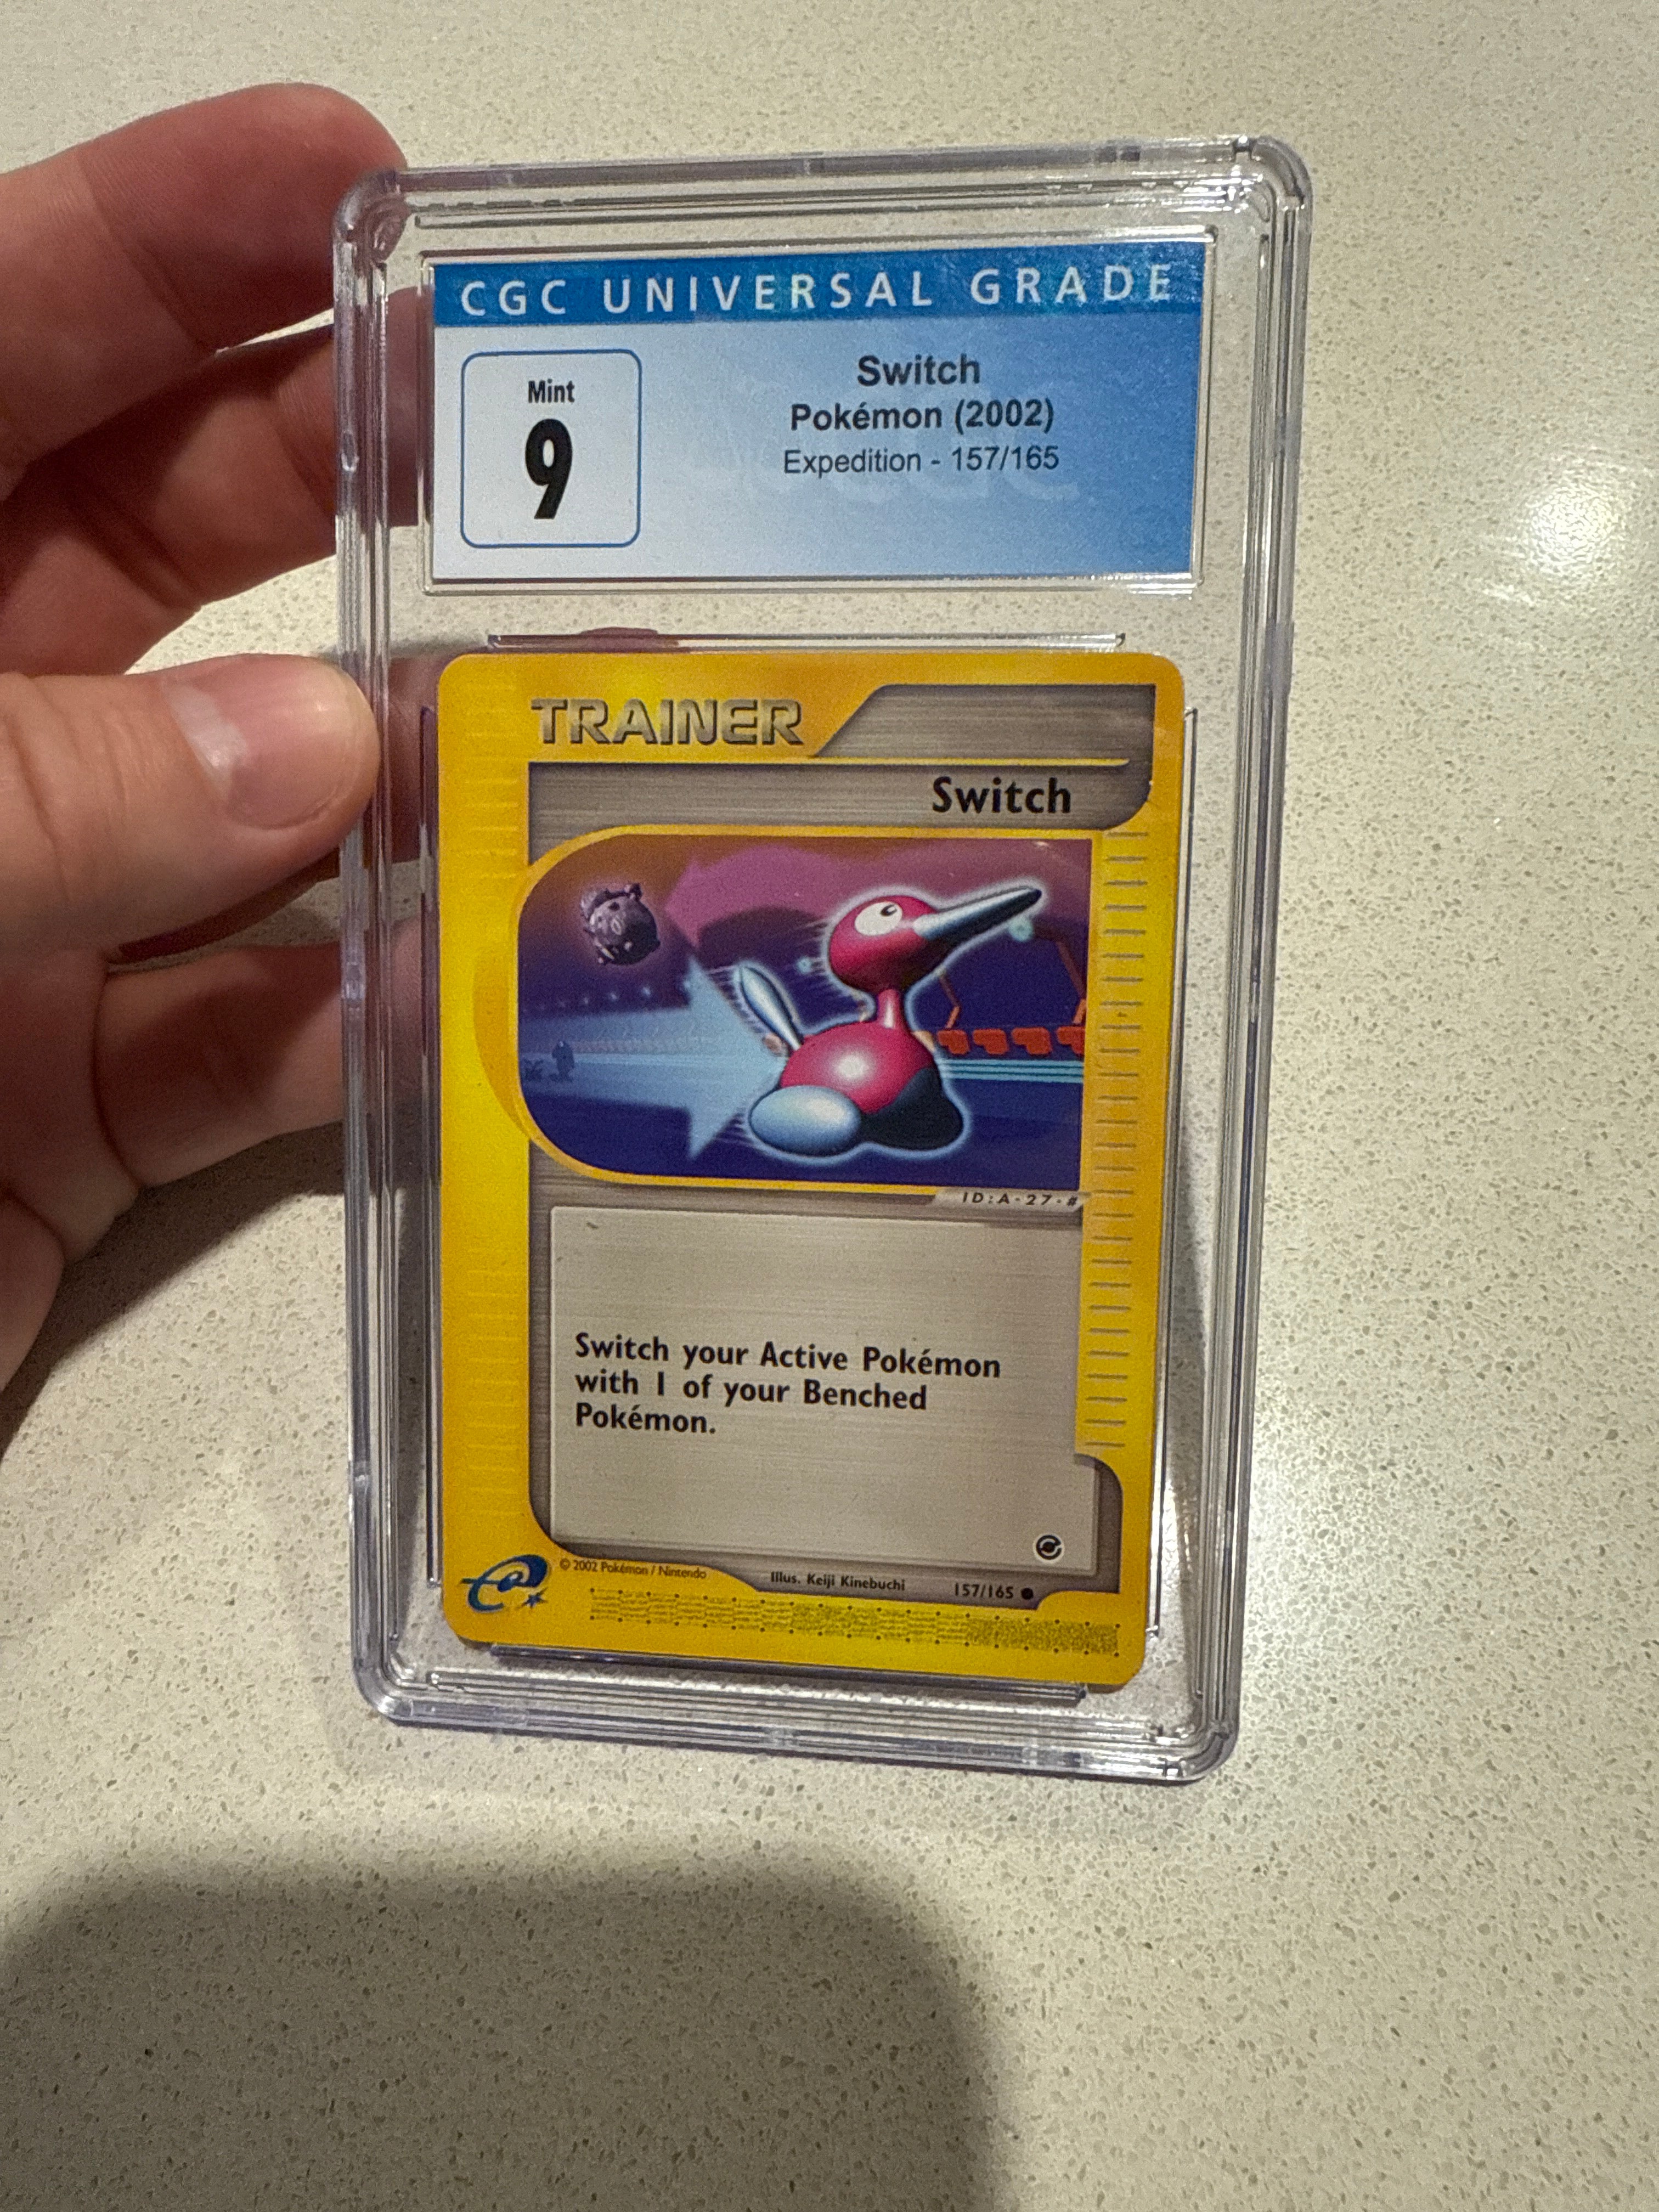 CGC UNIVERSAL GRADE
Mint
9
Switch
Pokémon (2002)
Expedition - 157/165
TRAINER
Switch
ID:A-27-#
Switch your Active Pokémon
with 1 of your Benched
Pokémon.
© 2002 Pokémon / Nintendo
Illus. Keiji Kinebuchi
157/165 ●